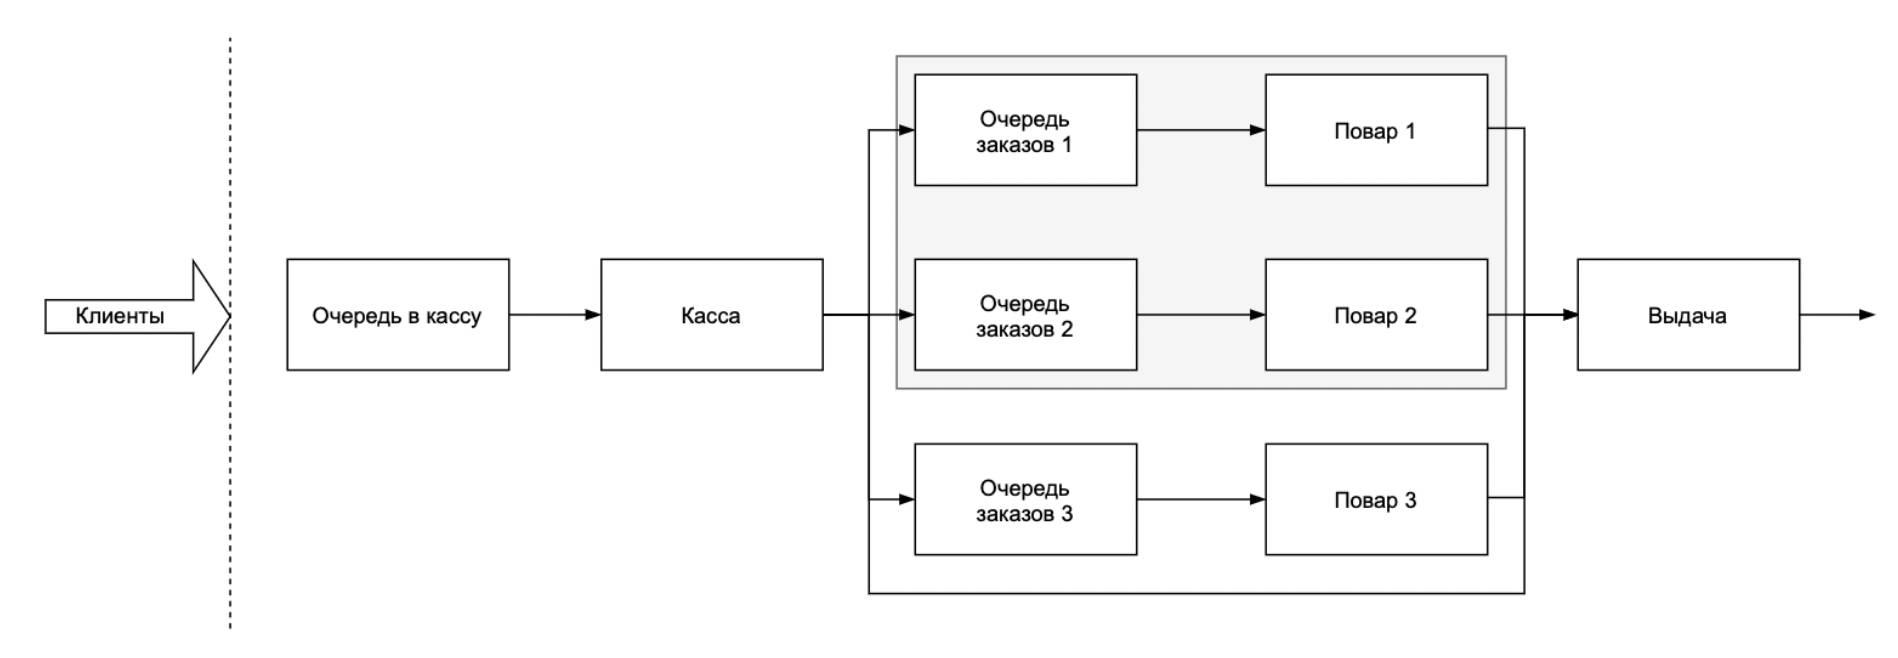 Клиенты
Очередь в кассу
Касса
Очередь
заказов 1
Повар 1
Очередь
заказов 2
Повар 2
Очередь
заказов 3
Повар 3
Выдача